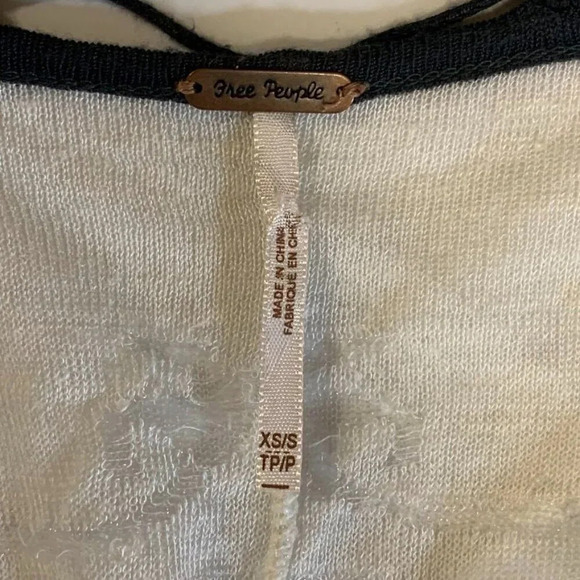 Free People
MADE IN CHINA
FABRIQUE EN CHINE
XS/S
TP/P